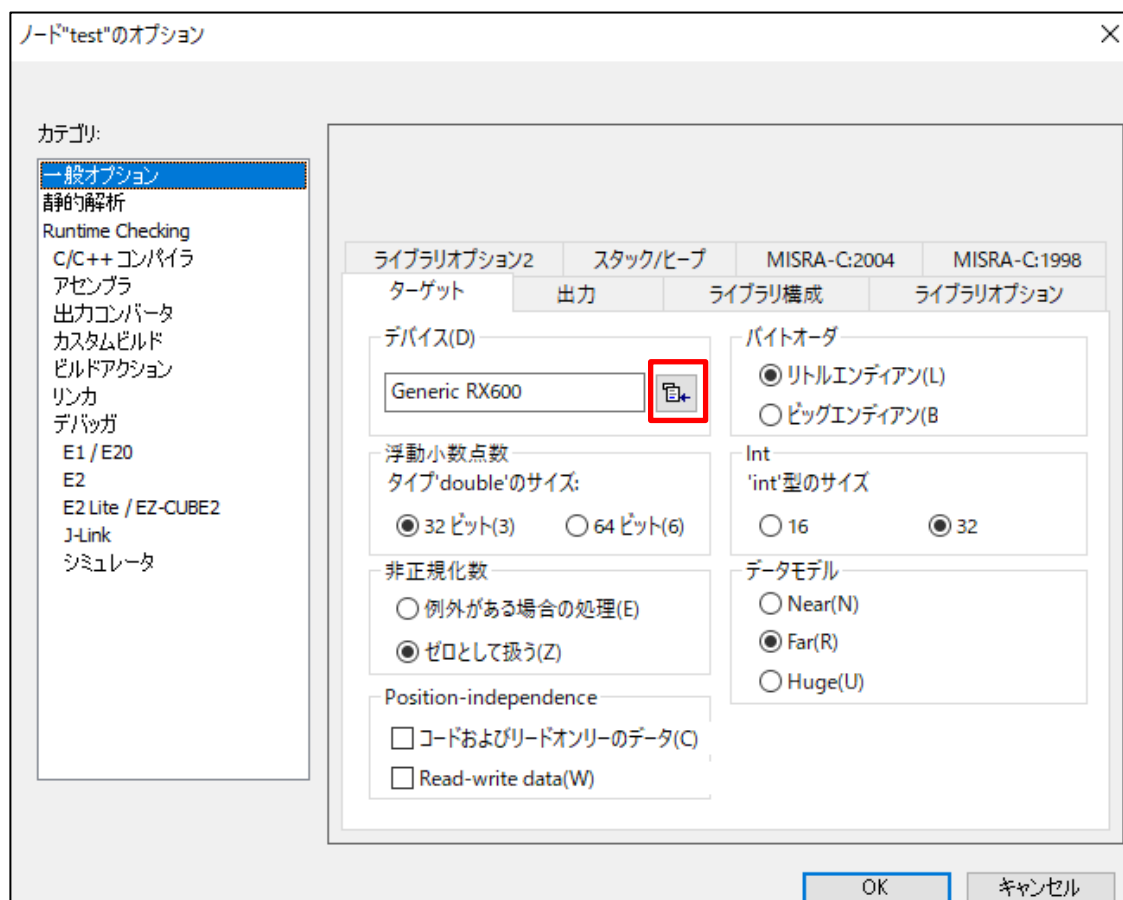 ノード"test"のオプション
カテゴリ:
一般オプション
静的解析
Runtime Checking
C/C++ コンパイラ
アセンブラ
出力コンバータ
カスタムビルド
ビルドアクション
リンカ
デバッガ
E1 / E20
E2
E2 Lite / EZ-CUBE2
J-Link
シミュレータ
ライブラリオプション2 スタック/ヒープ MISRA-C:2004 MISRA-C:1998
ターゲット 出力 ライブラリ構成 ライブラリオプション
デバイス(D)
Generic RX600
バイトオーダ
リトルエンディアン(L)
ビッグエンディアン(B
浮動小数点数
タイプ'double'のサイズ:
32 ビット(3) 64 ビット(6)
Int
'int'型のサイズ
16 32
非正規化数
例外がある場合の処理(E)
ゼロとして扱う(Z)
データモデル
Near(N)
Far(R)
Huge(U)
Position-independence
コードおよびリードオンリーのデータ(C)
Read-write data(W)
OK キャンセル